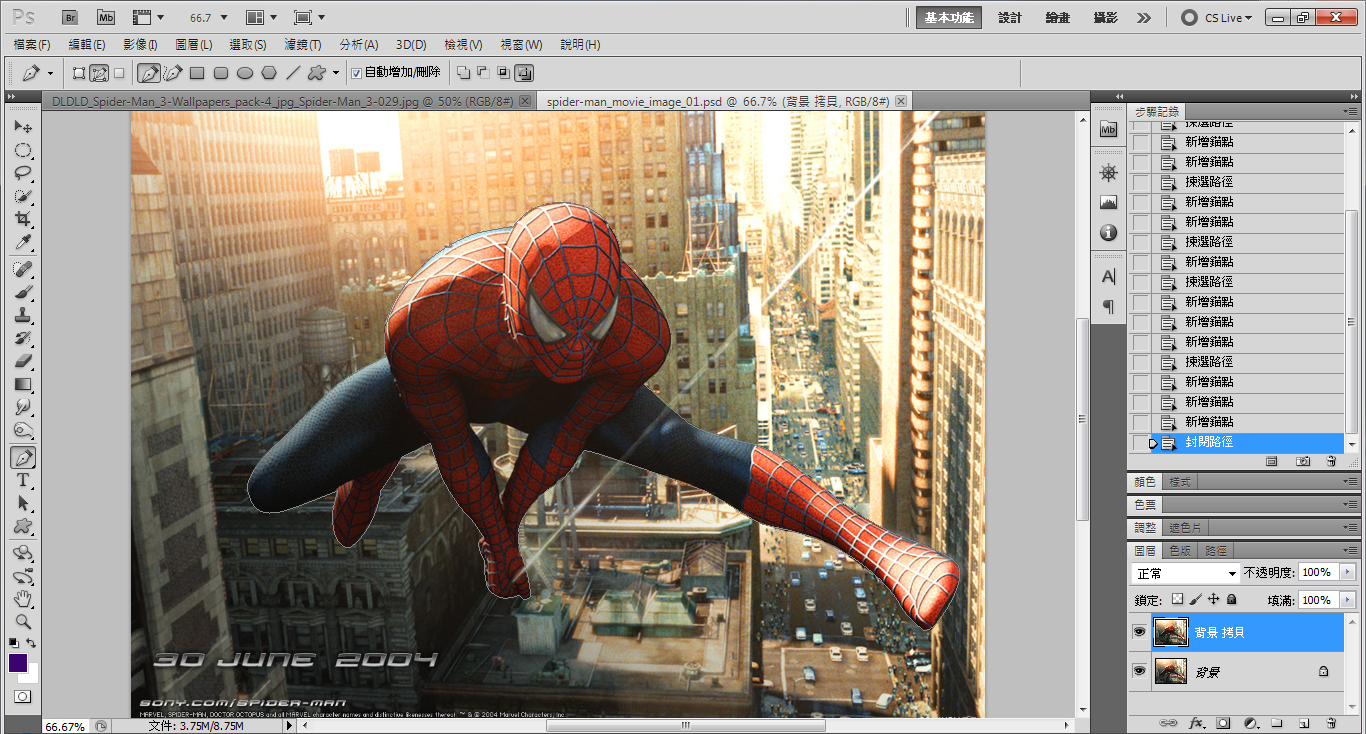 Ps Br Mb 66.7 基本功能 設計 繪畫 攝影 CS Live
檔案(F) 編輯(E) 影像(I) 圖層(L) 選取(S) 濾鏡(T) 分析(A) 3D(D) 檢視(V) 視窗(W) 說明(H)
自動增加/刪除
DLDLD_Spider-Man_3-Wallpapers_pack-4_jpg_Spider-Man_3-029.jpg @ 50% (RGB/8#)
spider-man_movie_image_01.psd @ 66.7% (背景 拷貝, RGB/8#)
步驟記錄
揀選路徑
新增錨點
新增錨點
揀選路徑
新增錨點
新增錨點
揀選路徑
新增錨點
揀選路徑
新增錨點
新增錨點
新增錨點
揀選路徑
新增錨點
新增錨點
新增錨點
封閉路徑
顏色 樣式
色票
調整 遮色片
圖層 色版 路徑
正常 不透明度: 100%
鎖定: 填滿: 100%
背景 拷貝
背景
30 JUNE 2004
SONY.COM/SPIDER-MAN
MARVEL, SPIDER-MAN, DOCTOR OCTOPUS and all MARVEL character names and distinctive likenesses thereof: ™ & © 2004 Marvel Characters, Inc.
66.67% 文件: 3.75M/8.75M